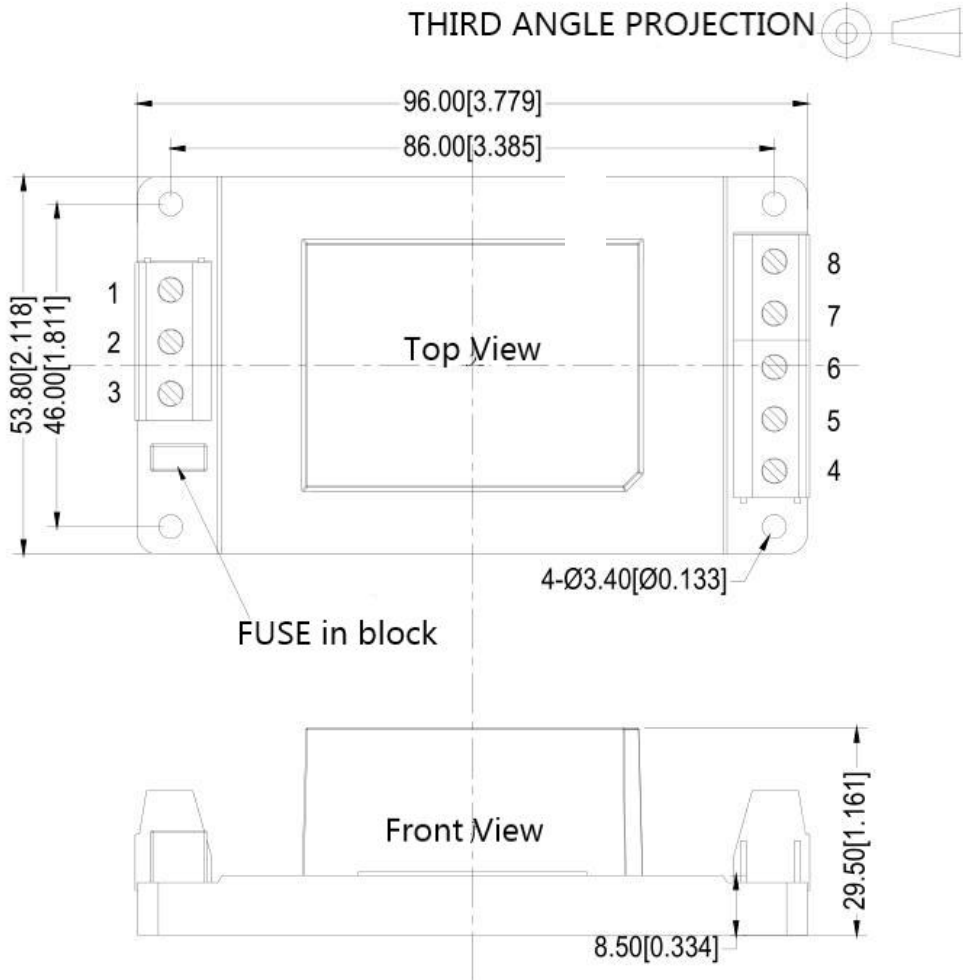 THIRD ANGLE PROJECTION
96.00[3.779]
86.00[3.385]
53.80[2.118]
46.00[1.811]
1
2
3
Top View
8
7
6
5
4
4-Ø3.40[Ø0.133]
FUSE in block
Front View
29.50[1.161]
8.50[0.334]